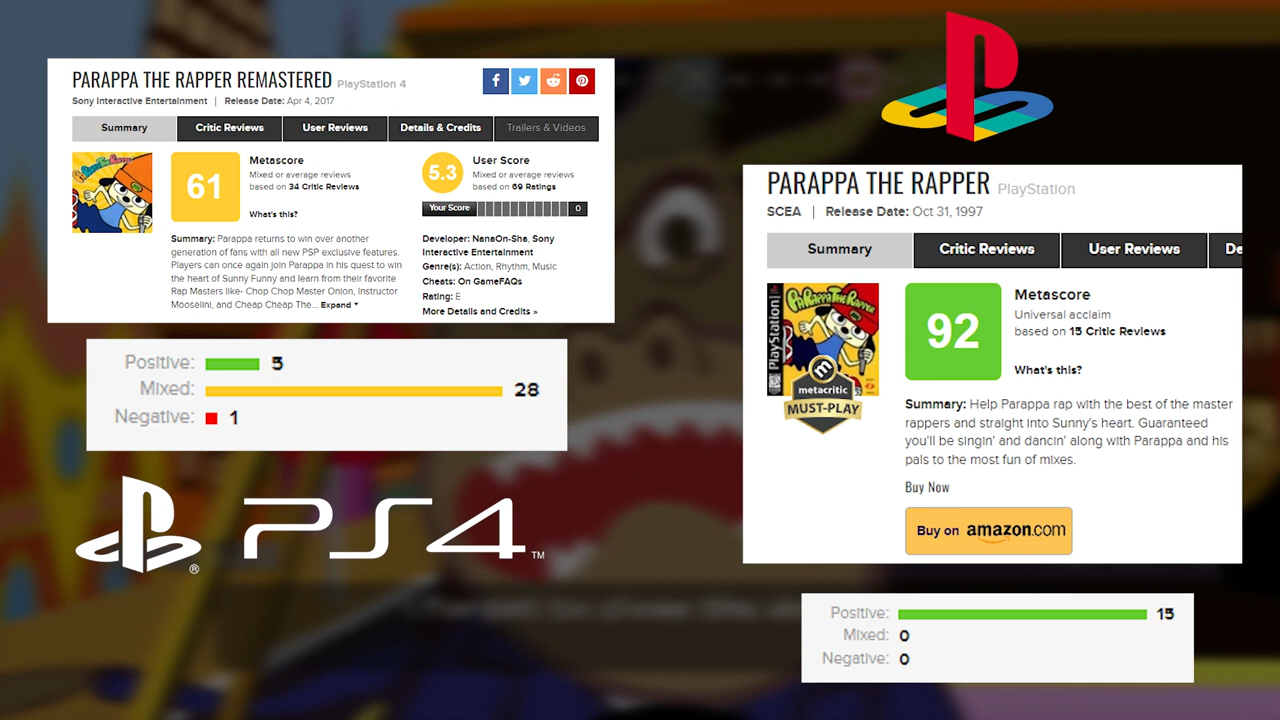 PARAPPA THE RAPPER REMASTERED PlayStation 4
Sony Interactive Entertainment | Release Date: Apr 4, 2017
Summary Critic Reviews User Reviews Details & Credits Trailers & Videos
PARAPPA THE RAPPER
61
Metascore
Mixed or average reviews
based on 34 Critic Reviews
What's this?
5.3
User Score
Mixed or average reviews
based on 69 Ratings
Your Score 0
Summary: Parappa returns to win over another
generation of fans with all new PSP exclusive features.
Players can once again join Parappa in his quest to win
the heart of Sunny Funny and learn from their favorite
Rap Masters like- Chop Chop Master Onion, Instructor
Mooselini, and Cheap Cheap The... Expand
Developer: NanaOn-Sha, Sony
Interactive Entertainment
Genre(s): Action, Rhythm, Music
Cheats: On GameFAQs
Rating: E
More Details and Credits »
Positive: 5
Mixed: 28
Negative: 1
PS4 TM
®
PARAPPA THE RAPPER PlayStation
SCEA | Release Date: Oct 31, 1997
Summary Critic Reviews User Reviews De
PlayStation
PARAPPA THE RAPPER
m
metacritic
MUST-PLAY
92
Metascore
Universal acclaim
based on 15 Critic Reviews
What's this?
Summary: Help Parappa rap with the best of the master
rappers and straight into Sunny's heart. Guaranteed
you'll be singin' and dancin' along with Parappa and his
pals to the most fun of mixes.
Buy Now
Buy on amazon.com
Positive: 15
Mixed: 0
Negative: 0